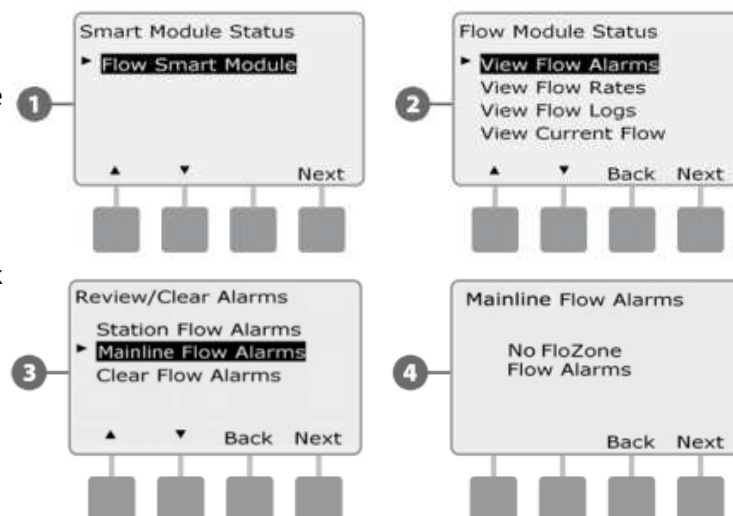 Smart Module Status
Flow Smart Module
Next
1
Flow Module Status
View Flow Alarms
View Flow Rates
View Flow Logs
View Current Flow
Back Next
2
Review/Clear Alarms
Station Flow Alarms
Mainline Flow Alarms
Clear Flow Alarms
Back Next
3
Mainline Flow Alarms
No FloZone
Flow Alarms
Back Next
4